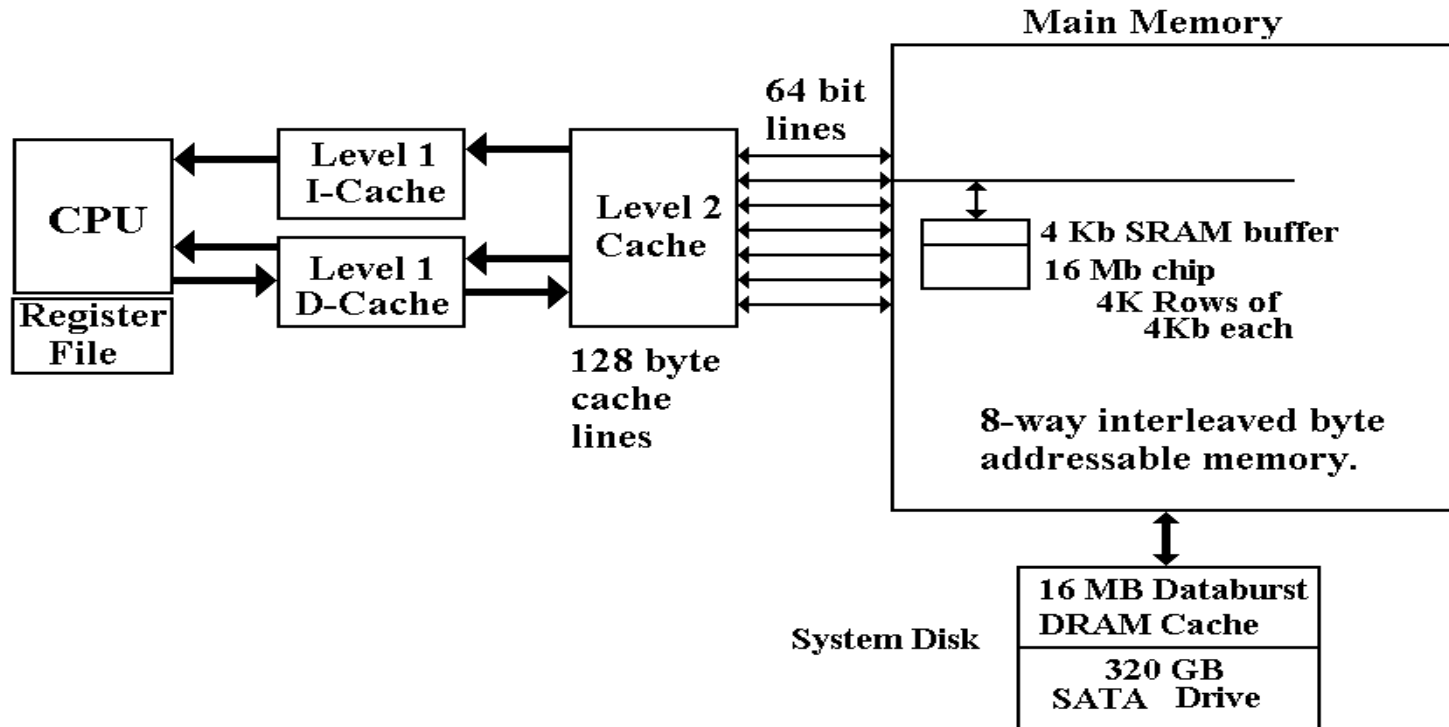 Main Memory
64 bit
lines
CPU
Register
File
Level 1
I-Cache
Level 1
D-Cache
Level 2
Cache
128 byte
cache
lines
4 Kb SRAM buffer
16 Mb chip
4K Rows of
4Kb each
8-way interleaved byte
addressable memory.
System Disk
16 MB Databurst
DRAM Cache
320 GB
SATA Drive